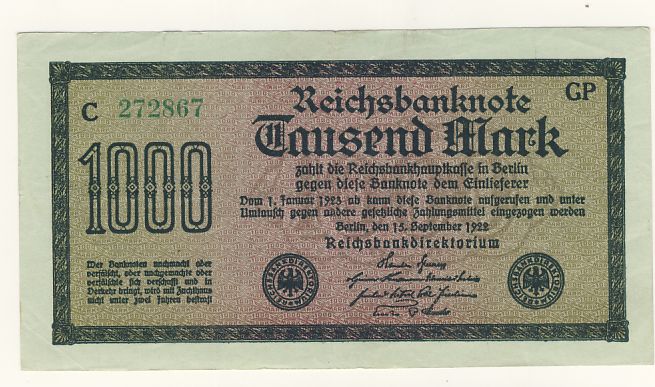 C 272867
GP
Reichsbanknote
Tausend Mark
1000
zahlt die Reichsbankhauptkasse in Berlin
gegen diese Banknote dem Einlieferer
Vom 1. Januar 1923 ab kann diese Banknote aufgerufen und unter
Umtausch gegen andere gesetzliche Zahlungsmittel eingezogen werden
Berlin, den 15. September 1922
Reichsbankdirektorium
Wer Banknoten nachmacht oder
verfälscht, oder nachgemachte oder
verfälschte sich verschafft und in
Verkehr bringt, wird mit Zuchthaus
nicht unter zwei Jahren bestraft